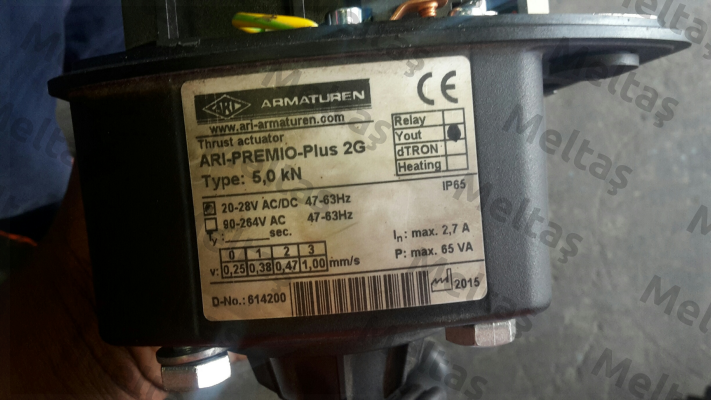 ARI ARMATUREN
www.ari-armaturen.com
Thrust actuator
ARI-PREMIO-Plus 2G
Type: 5,0 kN
Relay
Yout
dTRON
Heating
IP65
20-28V AC/DC 47-63Hz
90-264V AC 47-63Hz
sec.
In: max. 2,7 A
P: max. 65 VA
0 1 2 3
v: 0,25 0,38 0,47 1,00 mm/s
D-No.: 614200
2015
CE
Meltaş
Meltaş
Meltaş
Meltaş
Meltaş
Meltaş
Meltaş